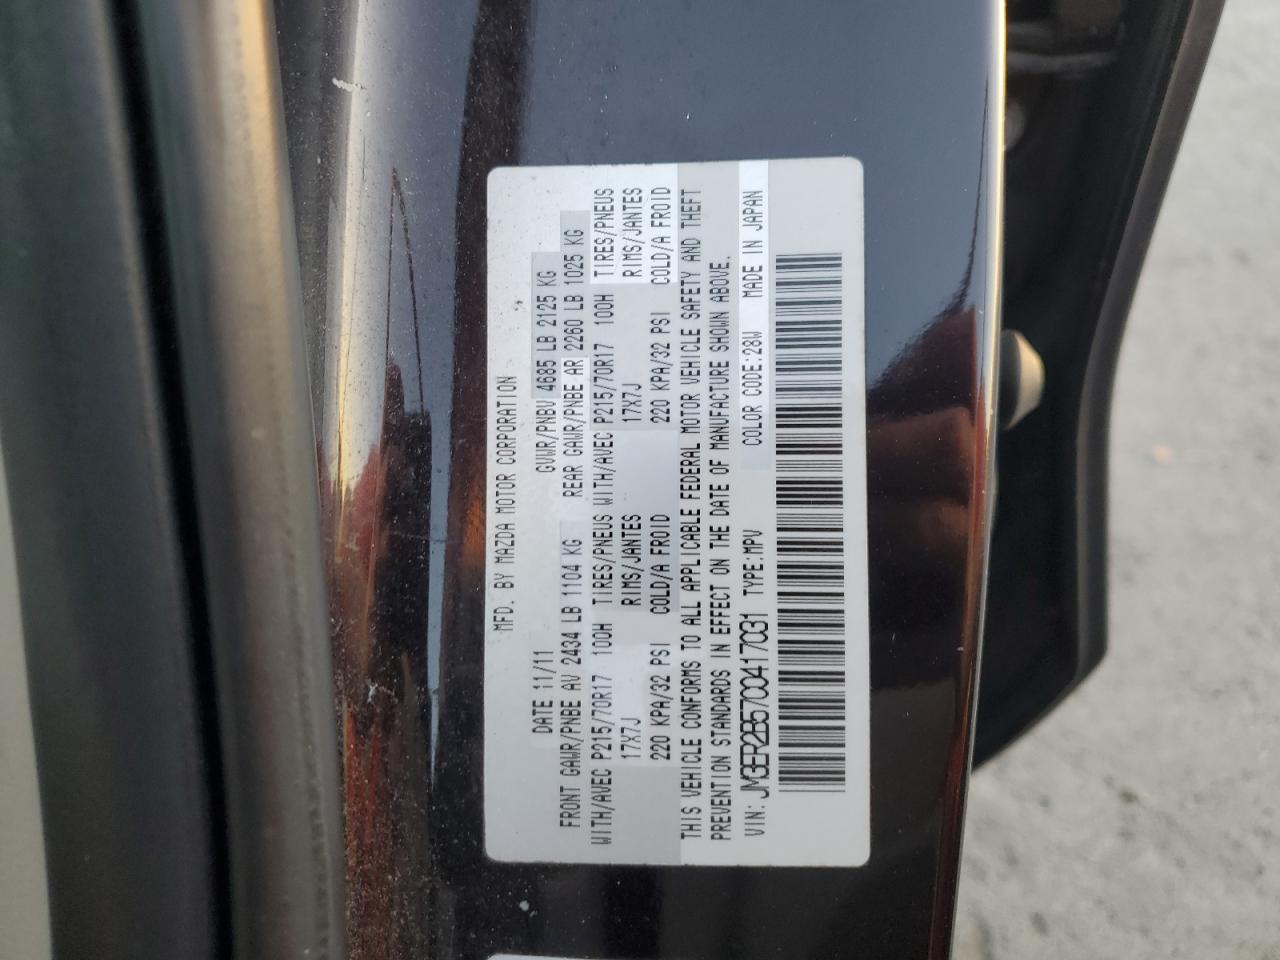 MFD. BY MAZDA MOTOR CORPORATION
DATE 11/11 GVWR/PNBV 4685 LB 2125 KG
FRONT GAWR/PNBE AV 2434 LB 1104 KG REAR GAWR/PNBE AR 2260 LB 1025 KG
WITH/AVEC P215/70R17 100H TIRES/PNEUS WITH/AVEC P215/70R17 100H TIRES/PNEUS
17X7J RIMS/JANTES 17X7J RIMS/JANTES
220 KPA/32 PSI COLD/A FROID 220 KPA/32 PSI COLD/A FROID
THIS VEHICLE CONFORMS TO ALL APPLICABLE FEDERAL MOTOR VEHICLE SAFETY AND THEFT
PREVENTION STANDARDS IN EFFECT ON THE DATE OF MANUFACTURE SHOWN ABOVE.
VIN: JM3ER2B57C0417031 TYPE:MPV COLOR CODE:28W MADE IN JAPAN